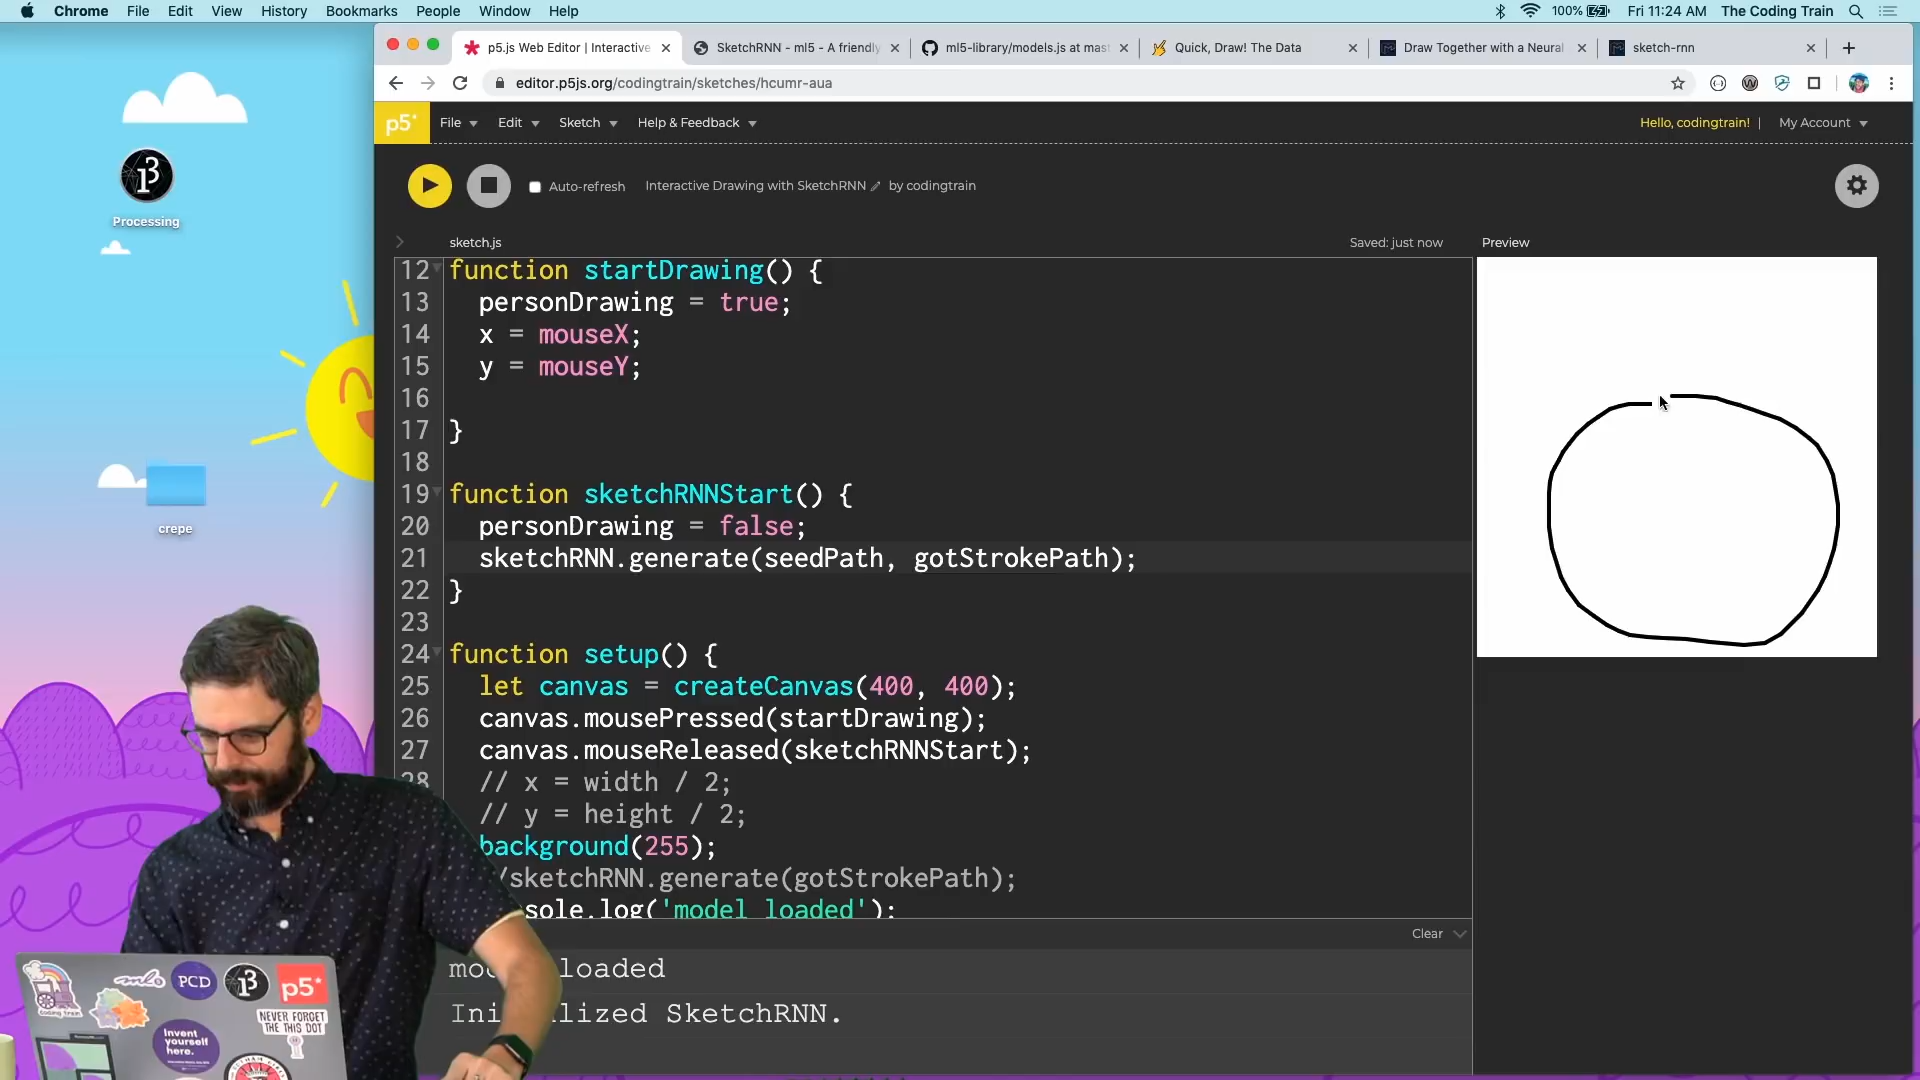 Chrome File Edit View History Bookmarks People Window Help
100% Fri 11:24 AM The Coding Train
p5.js Web Editor | Interactive
SketchRNN - ml5 - A friendly
ml5-library/models.js at mast
Quick, Draw! The Data
Draw Together with a Neural
sketch-rnn
editor.p5js.org/codingtrain/sketches/hcumr-aua
p5* File Edit Sketch Help & Feedback
Hello, codingtrain! | My Account
Auto-refresh Interactive Drawing with SketchRNN by codingtrain
sketch.js Saved: just now Preview
12 function startDrawing() {
13 personDrawing = true;
14 x = mouseX;
15 y = mouseY;
16
17 }
18
19 function sketchRNNStart() {
20 personDrawing = false;
21 sketchRNN.generate(seedPath, gotStrokePath);
22 }
23
24 function setup() {
25 let canvas = createCanvas(400, 400);
26 canvas.mousePressed(startDrawing);
27 canvas.mouseReleased(sketchRNNStart);
28 // x = width / 2;
// y = height / 2;
background(255);
/sketchRNN.generate(gotStrokePath);
sole.log('model loaded');
Clear
loaded
lized SketchRNN.
Processing
crepe
coding train
ml5
PCD
p5*
NEVER FORGET
THE THIS DOT
Invent
yourself
here.